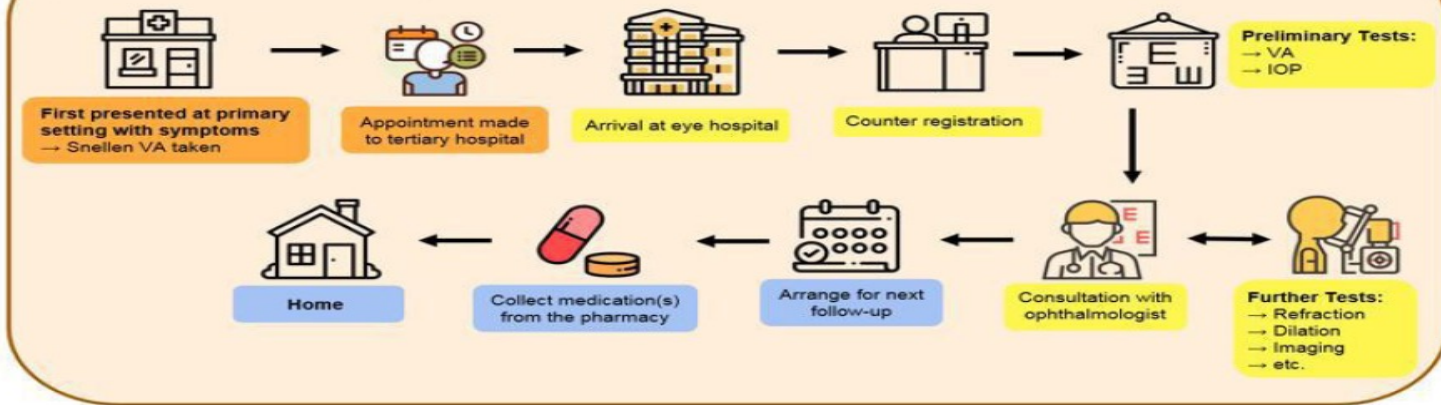 First presented at primary
setting with symptoms
→ Snellen VA taken
Appointment made
to tertiary hospital
Arrival at eye hospital
Counter registration
E
E
E
Preliminary Tests:
→ VA
→ IOP
Home
Collect medication(s)
from the pharmacy
Arrange for next
follow-up
E
E
Consultation with
ophthalmologist
Further Tests:
→ Refraction
→ Dilation
→ Imaging
→ etc.